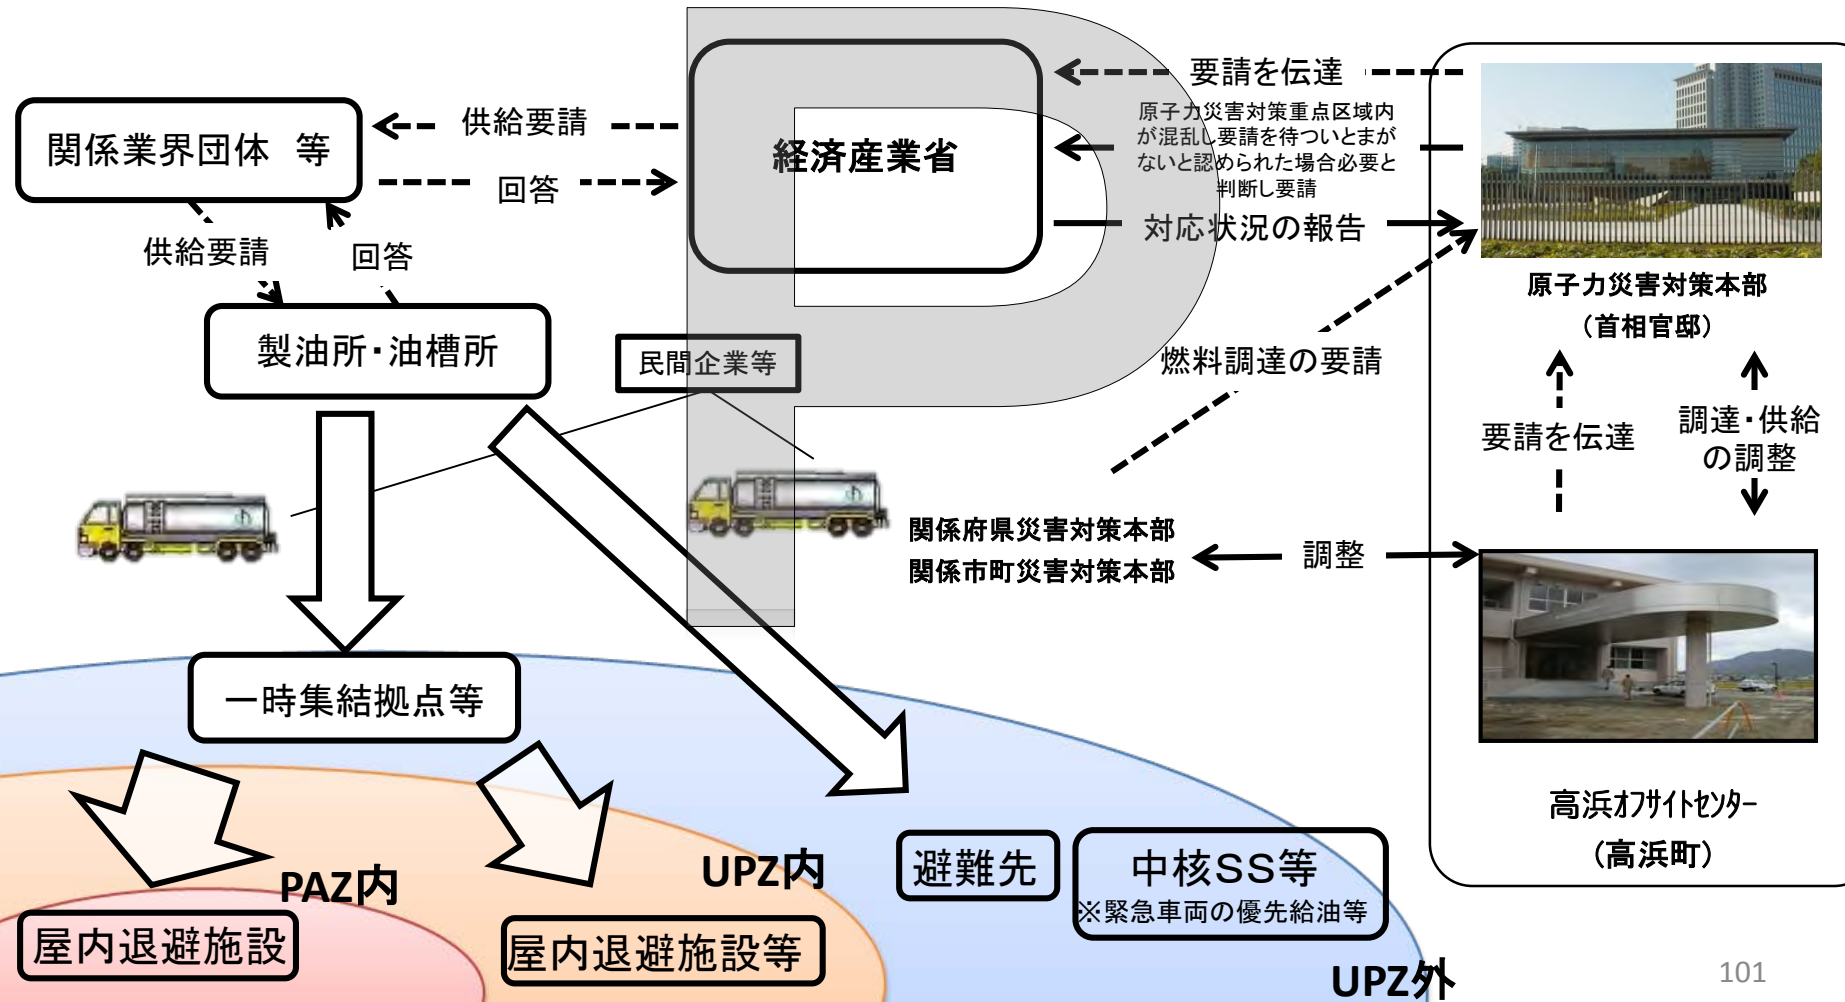 要請を伝達
原子力災害対策重点区域内
が混乱し要請を待ついとまが
ないと認められた場合必要と
判断し要請
関係業界団体 等
供給要請
経済産業省
回答
対応状況の報告
供給要請
回答
原子力災害対策本部
(首相官邸)
製油所・油槽所
民間企業等
燃料調達の要請
要請を伝達
調達・供給
の調整
関係府県災害対策本部
関係市町災害対策本部
調整
一時集結拠点等
高浜オフサイトセンター
(高浜町)
PAZ内
UPZ内
避難先
中核SS等
※緊急車両の優先給油等
屋内退避施設
屋内退避施設等
UPZ外
101
P